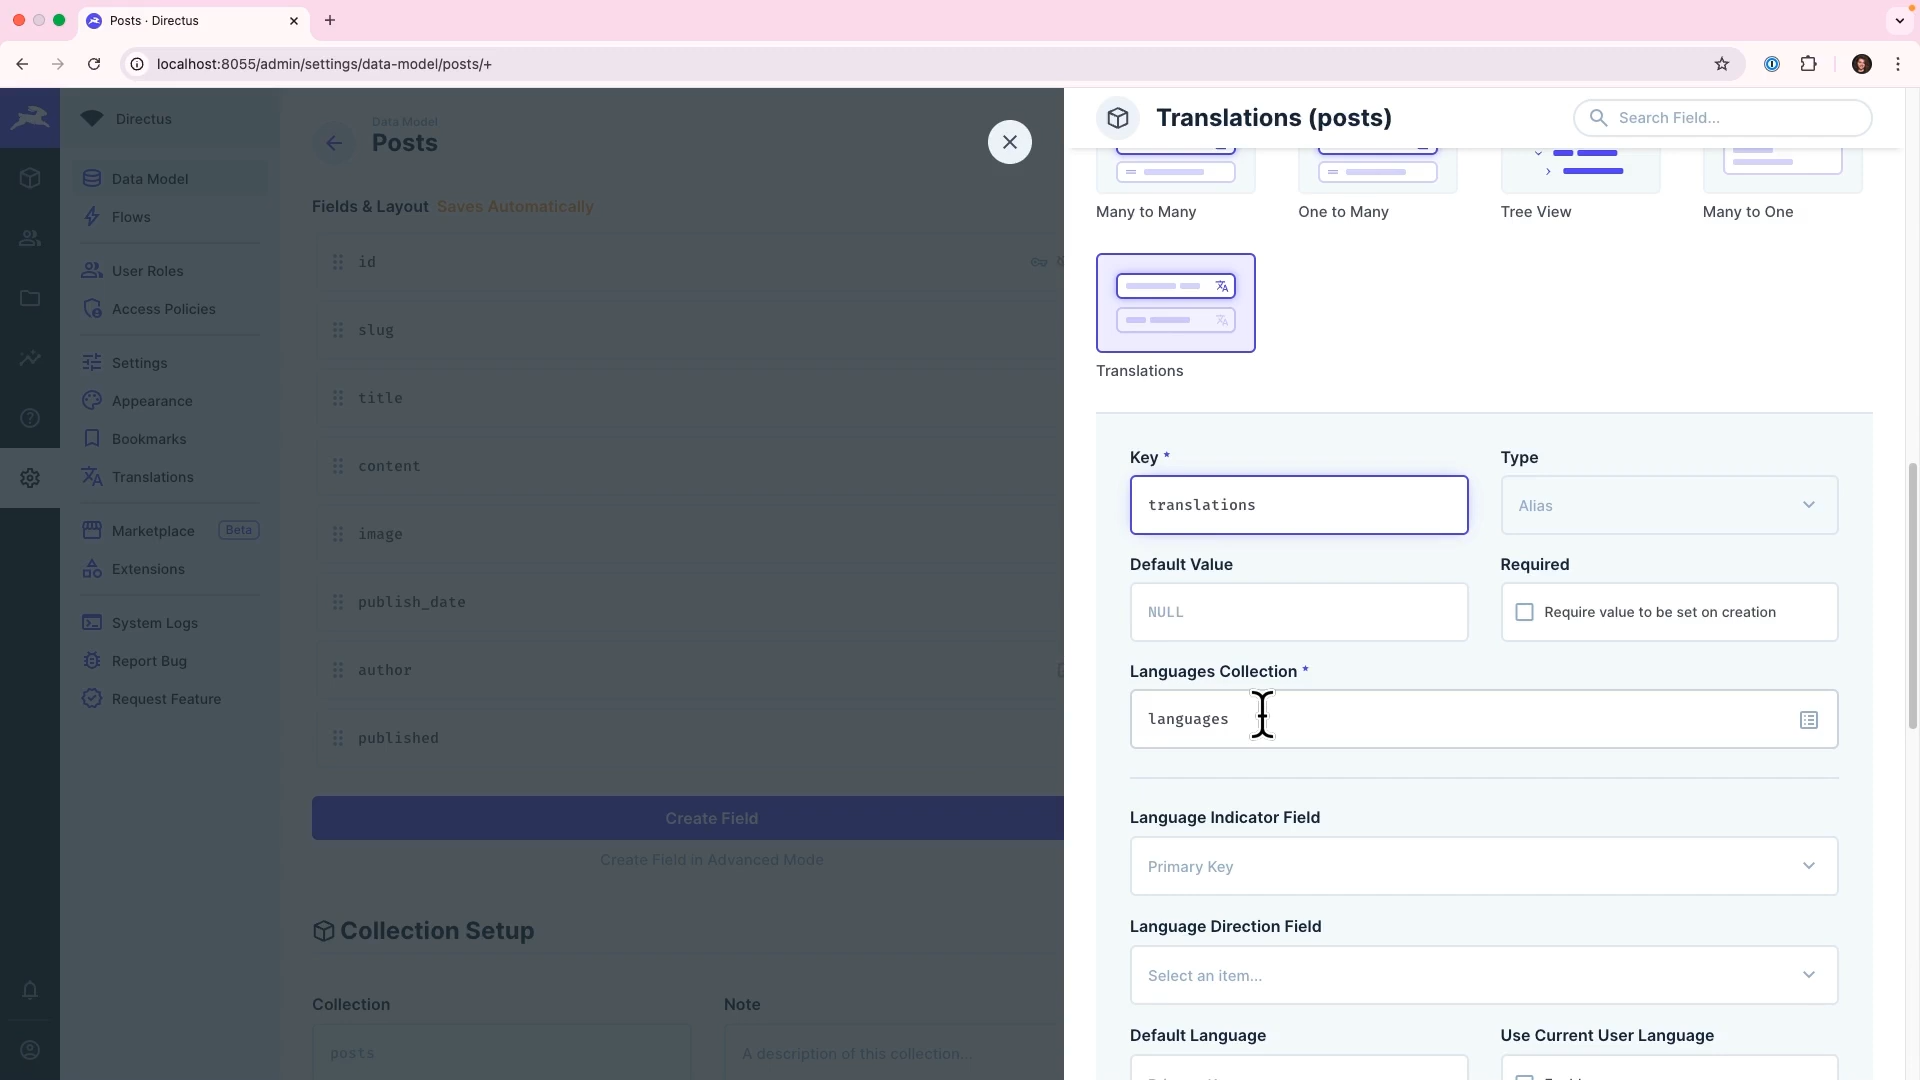 Posts · Directus
localhost:8055/admin/settings/data-model/posts/+
Directus
Data Model
Flows
User Roles
Access Policies
Settings
Appearance
Bookmarks
Translations
Marketplace
Beta
Extensions
System Logs
Report Bug
Request Feature
Data Model
Posts
Fields & Layout Saves Automatically
id
slug
title
content
image
publish_date
author
published
Create Field
Create Field in Advanced Mode
Collection Setup
Collection
Note
posts
A description of this collection...
Translations (posts)
Search Field...
Many to Many
One to Many
Tree View
Many to One
Translations
Key *
Type
translations
Alias
Default Value
Required
NULL
Require value to be set on creation
Languages Collection *
languages
Language Indicator Field
Primary Key
Language Direction Field
Select an item...
Default Language
Use Current User Language